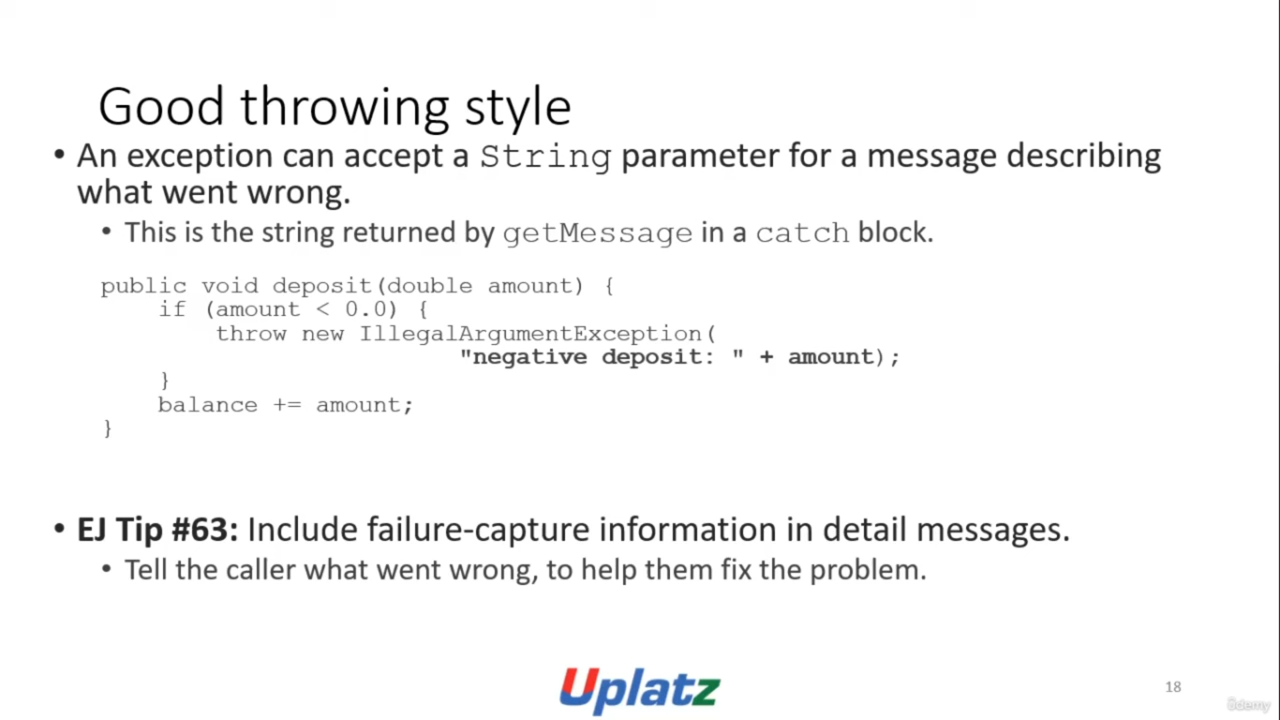 Good throwing style
• An exception can accept a String parameter for a message describing
what went wrong.
• This is the string returned by getMessage in a catch block.
public void deposit(double amount) {
    if (amount < 0.0) {
        throw new IllegalArgumentException(
                         "negative deposit: " + amount);
    }
    balance += amount;
}
• EJ Tip #63: Include failure-capture information in detail messages.
• Tell the caller what went wrong, to help them fix the problem.
Uplatz
18
ûdemy